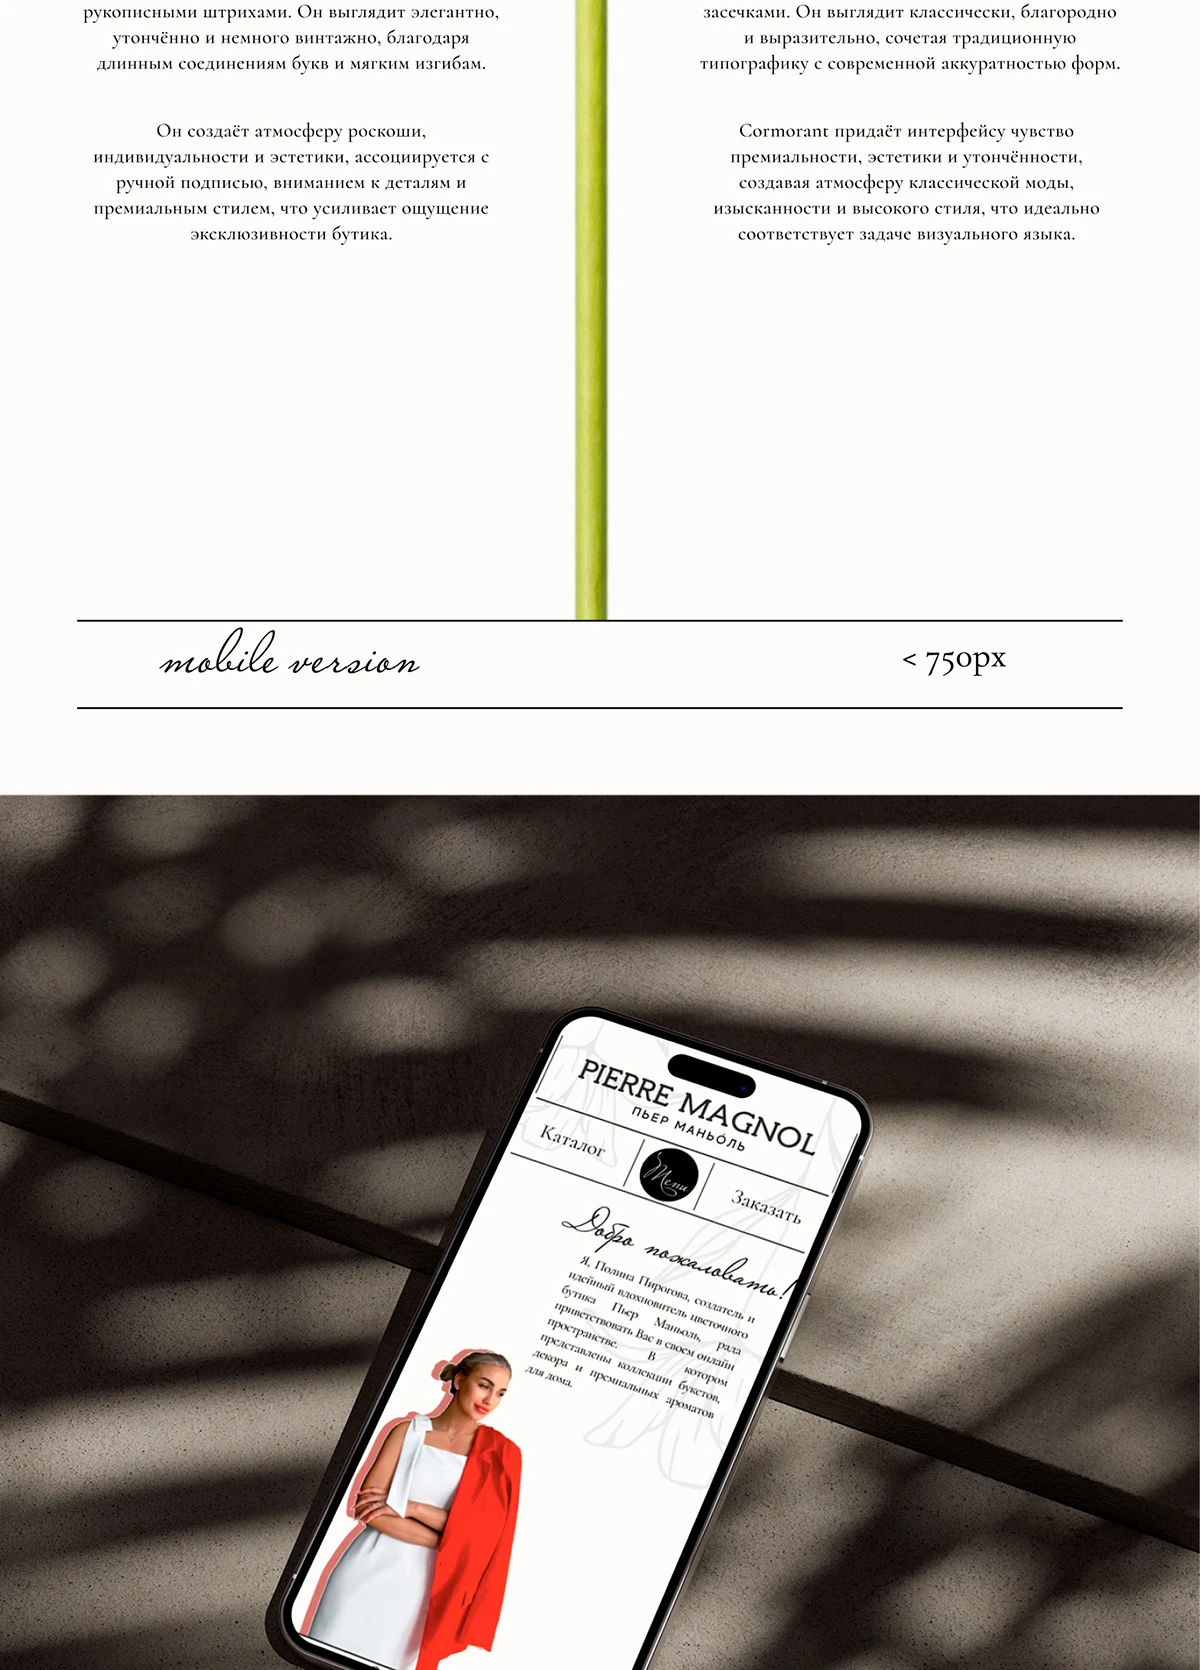 рукописными штрихами. Он выглядит элегантно,
утончённо и немного винтажно, благодаря
длинным соединениям букв и мягким изгибам.
Он создаёт атмосферу роскоши,
индивидуальности и эстетики, ассоциируется с
ручной подписью, вниманием к деталям и
премиальным стилем, что усиливает ощущение
эксклюзивности бутика.
засечками. Он выглядит классически, благородно
и выразительно, сочетая традиционную
типографику с современной аккуратностью форм.
Cormorant придаёт интерфейсу чувство
премиальности, эстетики и утончённости,
создавая атмосферу классической моды,
изысканности и высокого стиля, что идеально
соответствует задаче визуального языка.
mobile version
< 750px
PIERRE MAGNOL
ПЬЕР МАНЬÓЛЬ
Каталог
Menu
Заказать
Добро пожаловать!
Я, Полина Пирогова, создатель и
идейный вдохновитель цветочного
бутика Пьер Маньоль, рада
приветствовать Вас в своем онлайн
пространстве. В котором
представлены коллекции букетов,
декора и премиальных ароматов
для дома.